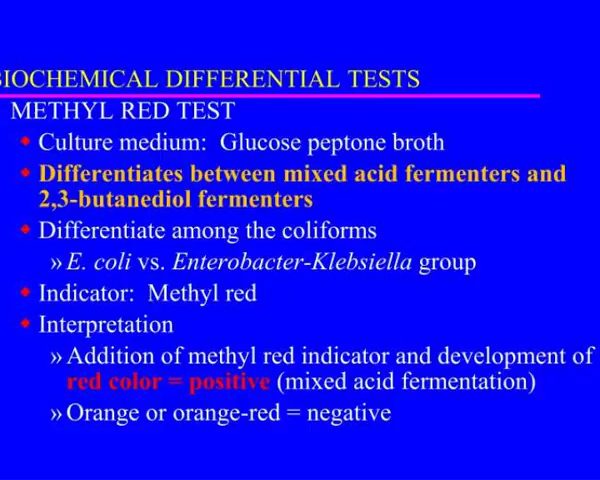 BIOCHEMICAL DIFFERENTIAL TESTS
METHYL RED TEST
Culture medium: Glucose peptone broth
Differentiates between mixed acid fermenters and
2,3-butanediol fermenters
Differentiate among the coliforms
» E. coli vs. Enterobacter-Klebsiella group
Indicator: Methyl red
Interpretation
» Addition of methyl red indicator and development of
red color = positive (mixed acid fermentation)
» Orange or orange-red = negative